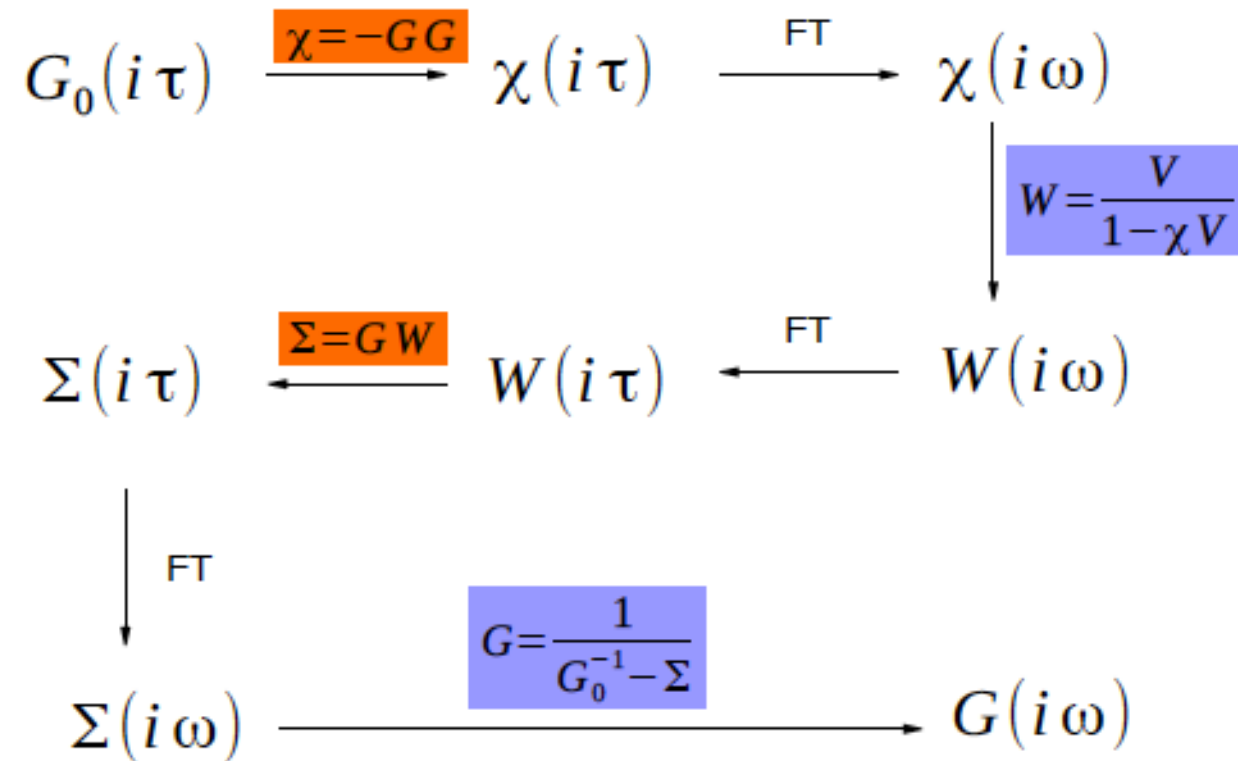 G₀(iτ) χ=−GG χ(iτ) FT χ(iω)
W=V/(1−χV)
Σ(iτ) Σ=GW W(iτ) FT W(iω)
FT
G=1/(G₀⁻¹−Σ)
Σ(iω) G(iω)